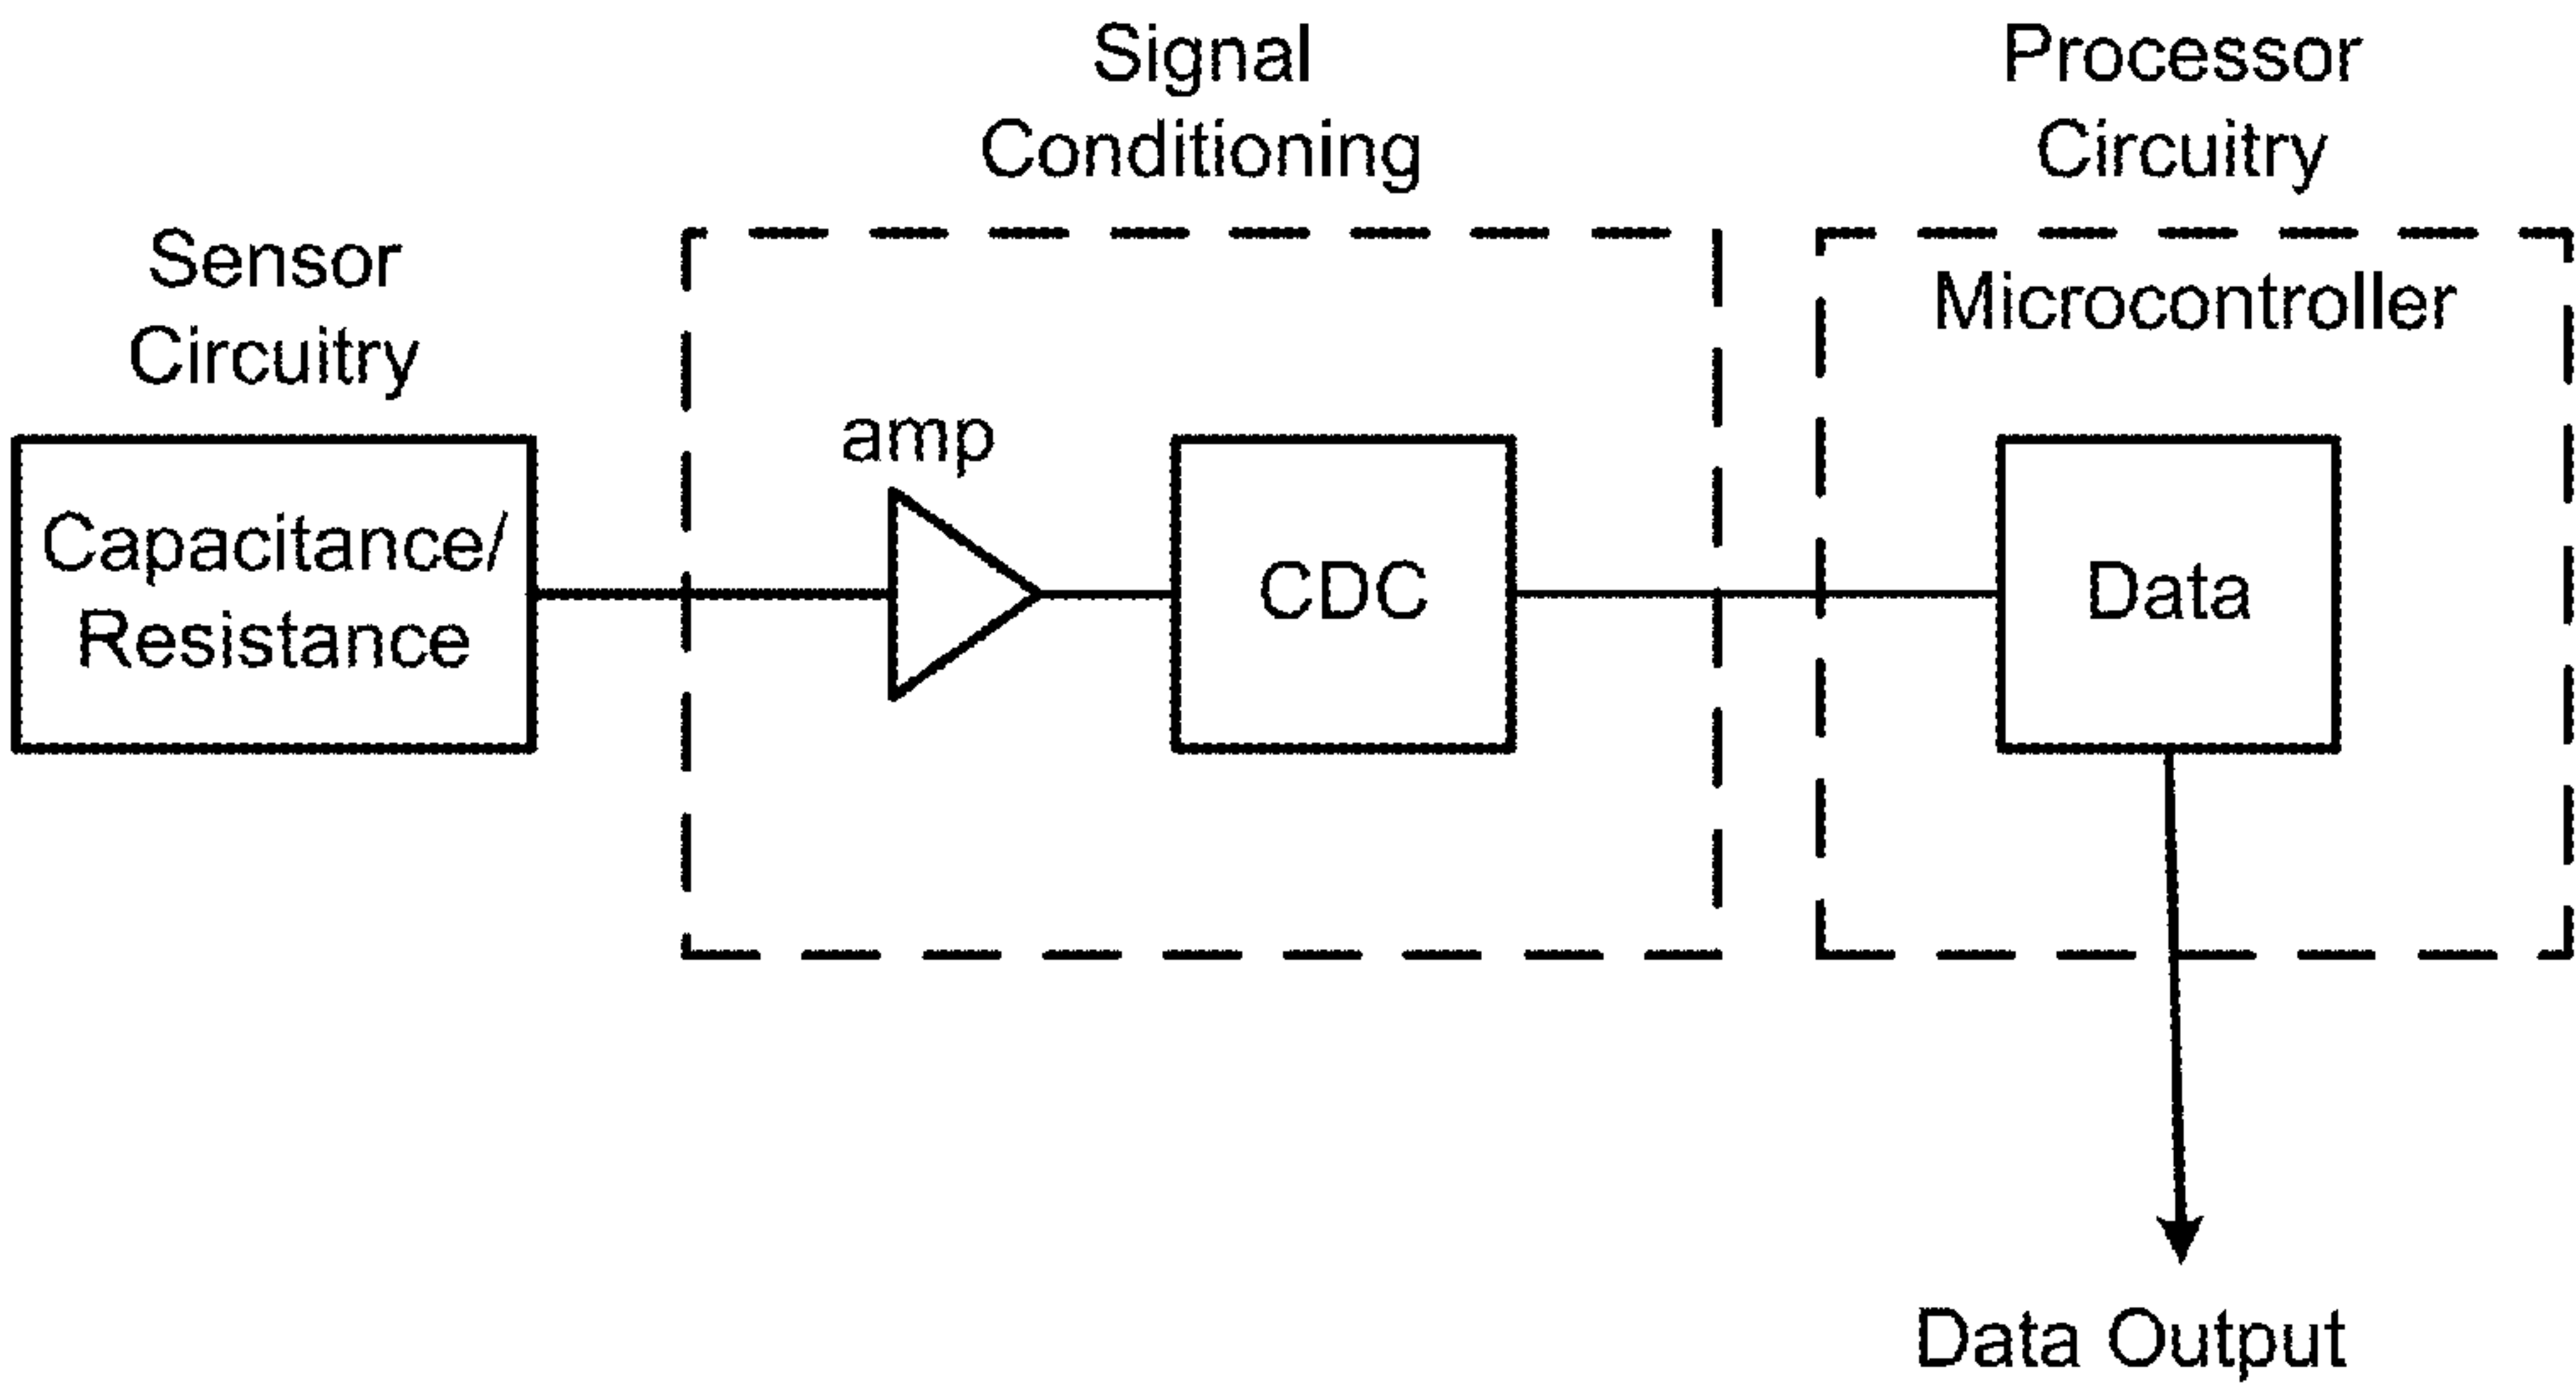 Signal
Conditioning
Processor
Circuitry
Sensor
Circuitry
Microcontroller
amp
Capacitance/
Resistance
CDC
Data
Data Output